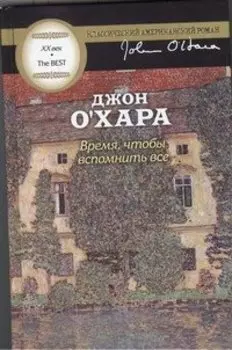 КЛАССИЧЕСКИЙ АМЕРИКАНСКИЙ РОМАН
XX век
• The BEST
John O'Hara
ДЖОН
О'ХАРА
Время, чтобы
вспомнить все